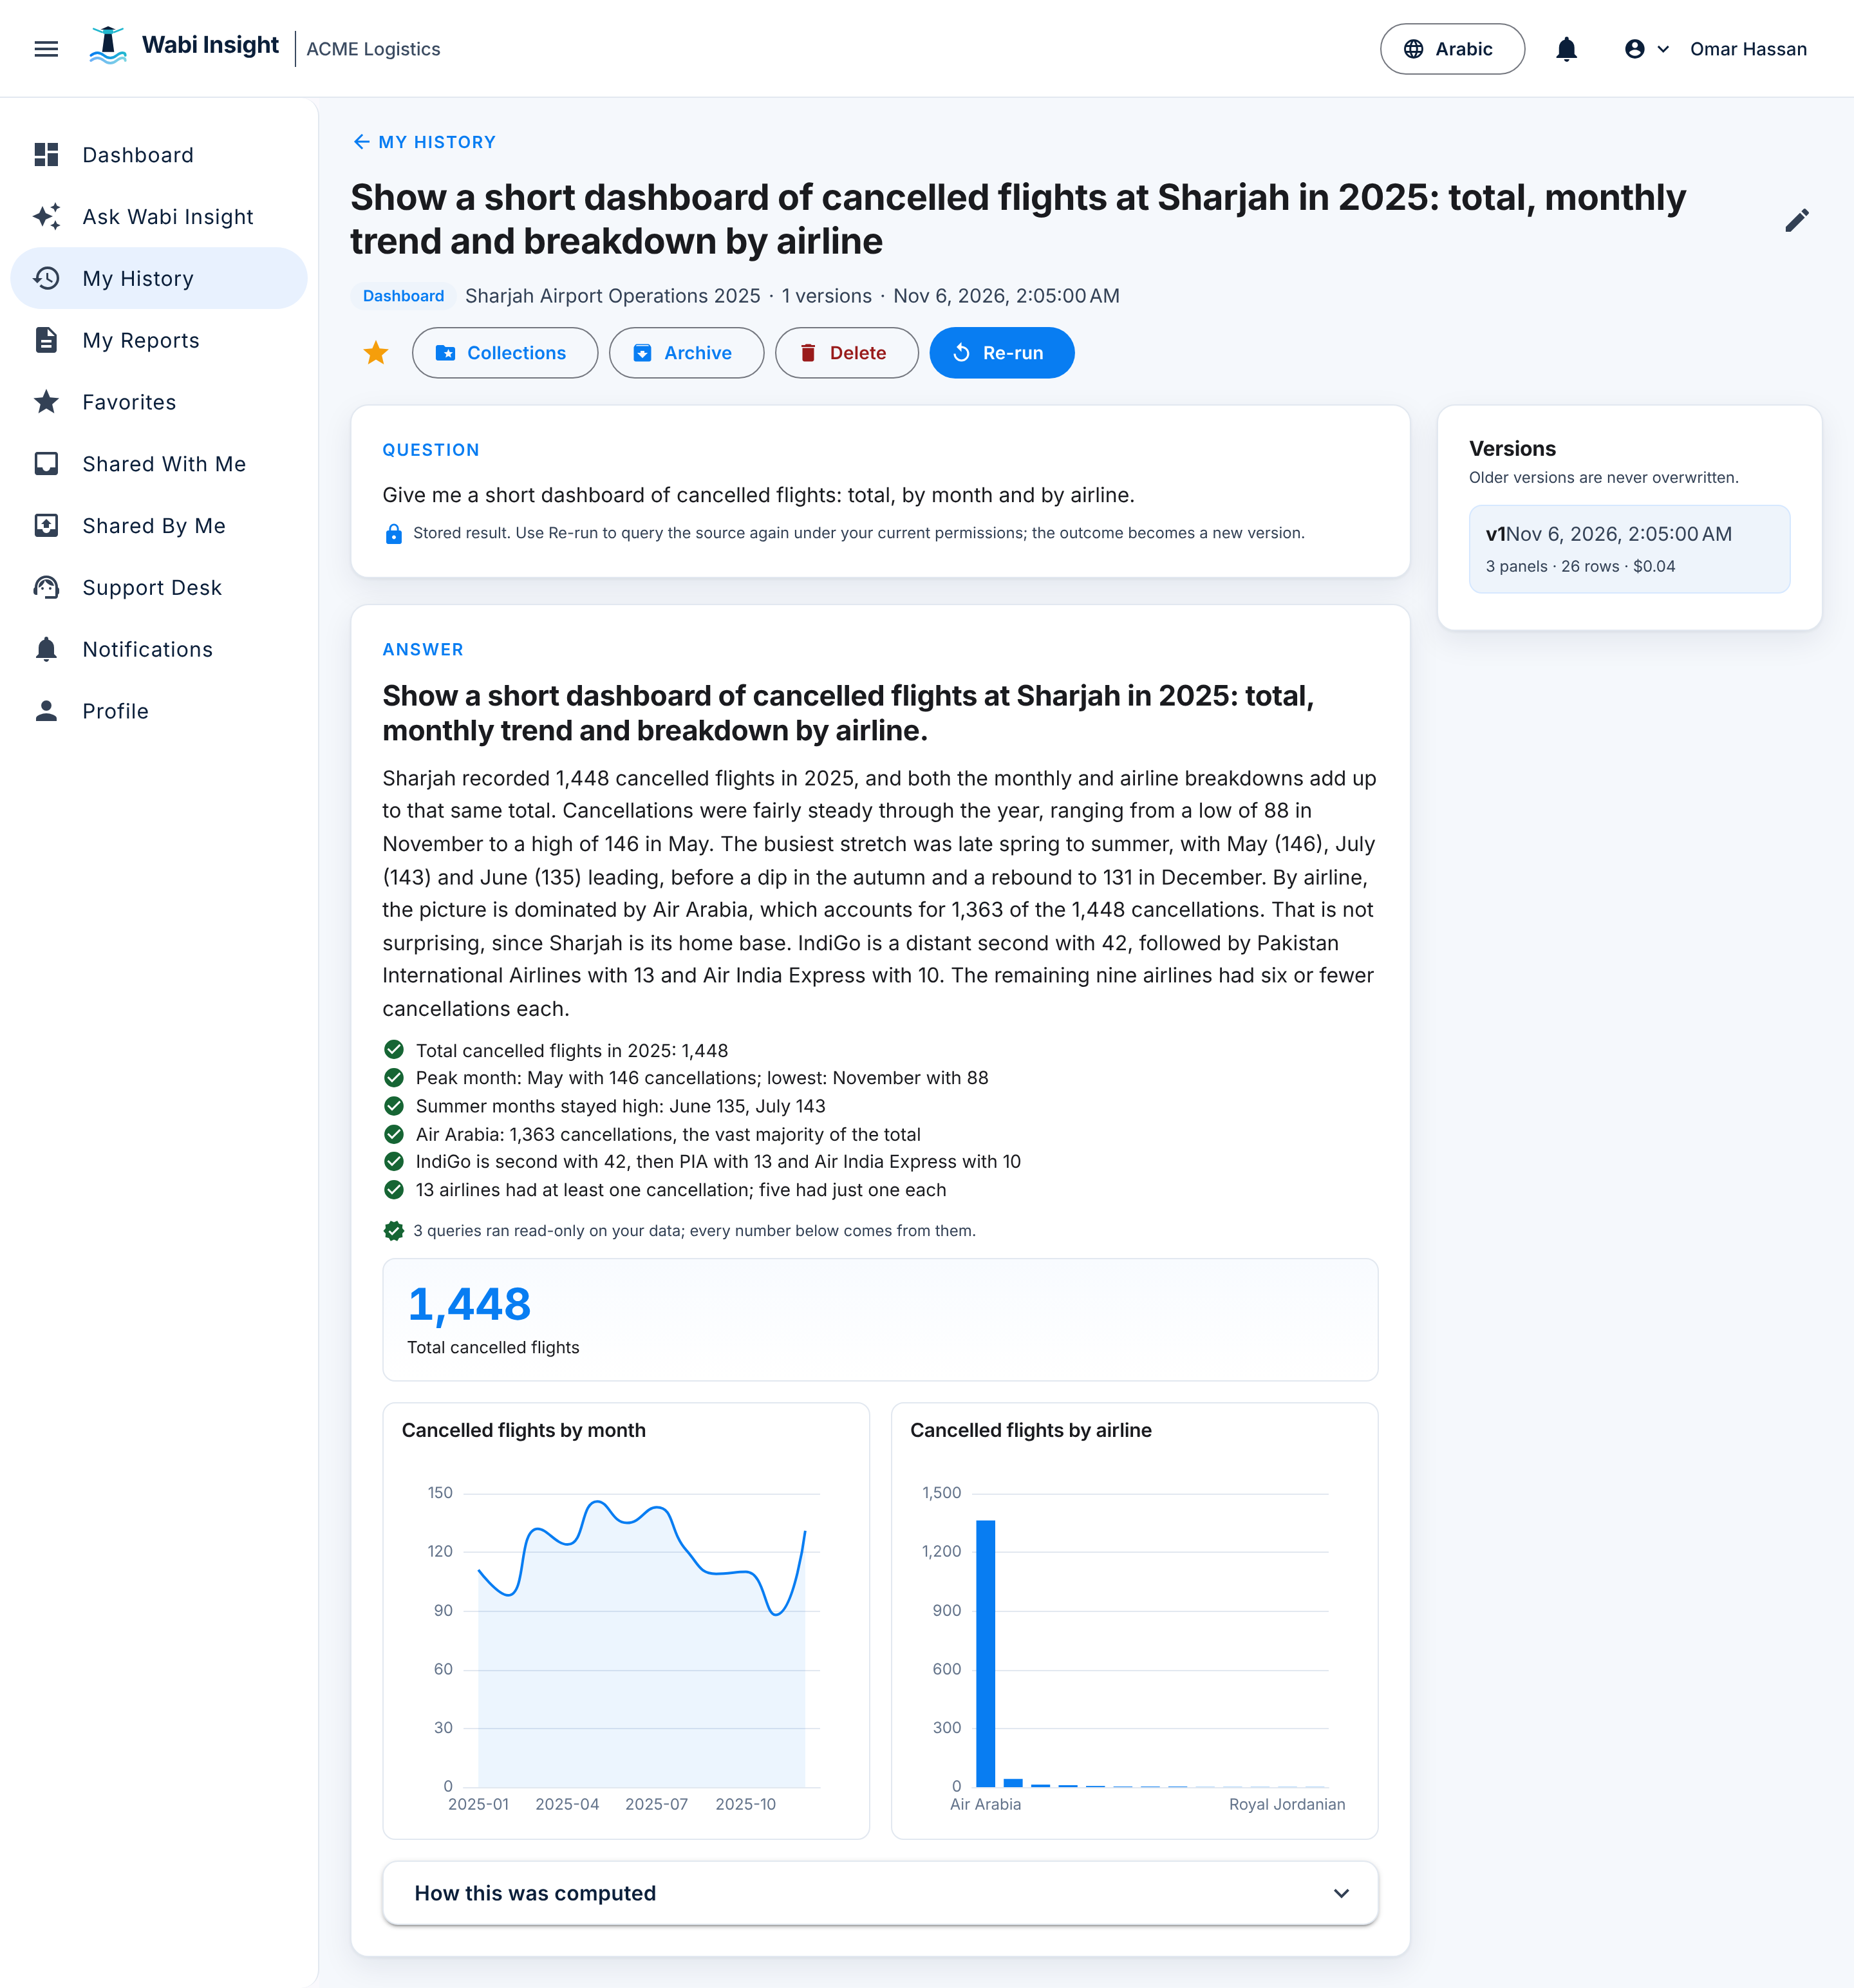 Wabi Insight
ACME Logistics
Arabic
Omar Hassan
Dashboard
Ask Wabi Insight
My History
My Reports
Favorites
Shared With Me
Shared By Me
Support Desk
Notifications
Profile
MY HISTORY
Show a short dashboard of cancelled flights at Sharjah in 2025: total, monthly
trend and breakdown by airline
Dashboard Sharjah Airport Operations 2025 · 1 versions · Nov 6, 2026, 2:05:00 AM
Collections
Archive
Delete
Re-run
QUESTION
Give me a short dashboard of cancelled flights: total, by month and by airline.
Stored result. Use Re-run to query the source again under your current permissions; the outcome becomes a new version.
Versions
Older versions are never overwritten.
v1Nov 6, 2026, 2:05:00 AM
3 panels · 26 rows · $0.04
ANSWER
Show a short dashboard of cancelled flights at Sharjah in 2025: total,
monthly trend and breakdown by airline.
Sharjah recorded 1,448 cancelled flights in 2025, and both the monthly and airline breakdowns add up
to that same total. Cancellations were fairly steady through the year, ranging from a low of 88 in
November to a high of 146 in May. The busiest stretch was late spring to summer, with May (146), July
(143) and June (135) leading, before a dip in the autumn and a rebound to 131 in December. By airline,
the picture is dominated by Air Arabia, which accounts for 1,363 of the 1,448 cancellations. That is not
surprising, since Sharjah is its home base. IndiGo is a distant second with 42, followed by Pakistan
International Airlines with 13 and Air India Express with 10. The remaining nine airlines had six or fewer
cancellations each.
Total cancelled flights in 2025: 1,448
Peak month: May with 146 cancellations; lowest: November with 88
Summer months stayed high: June 135, July 143
Air Arabia: 1,363 cancellations, the vast majority of the total
IndiGo is second with 42, then PIA with 13 and Air India Express with 10
13 airlines had at least one cancellation; five had just one each
3 queries ran read-only on your data; every number below comes from them.
1,448
Total cancelled flights
Cancelled flights by month
150
120
90
60
30
0
2025-01 2025-04 2025-07 2025-10
Cancelled flights by airline
1,500
1,200
900
600
300
0
Air Arabia Royal Jordanian
How this was computed